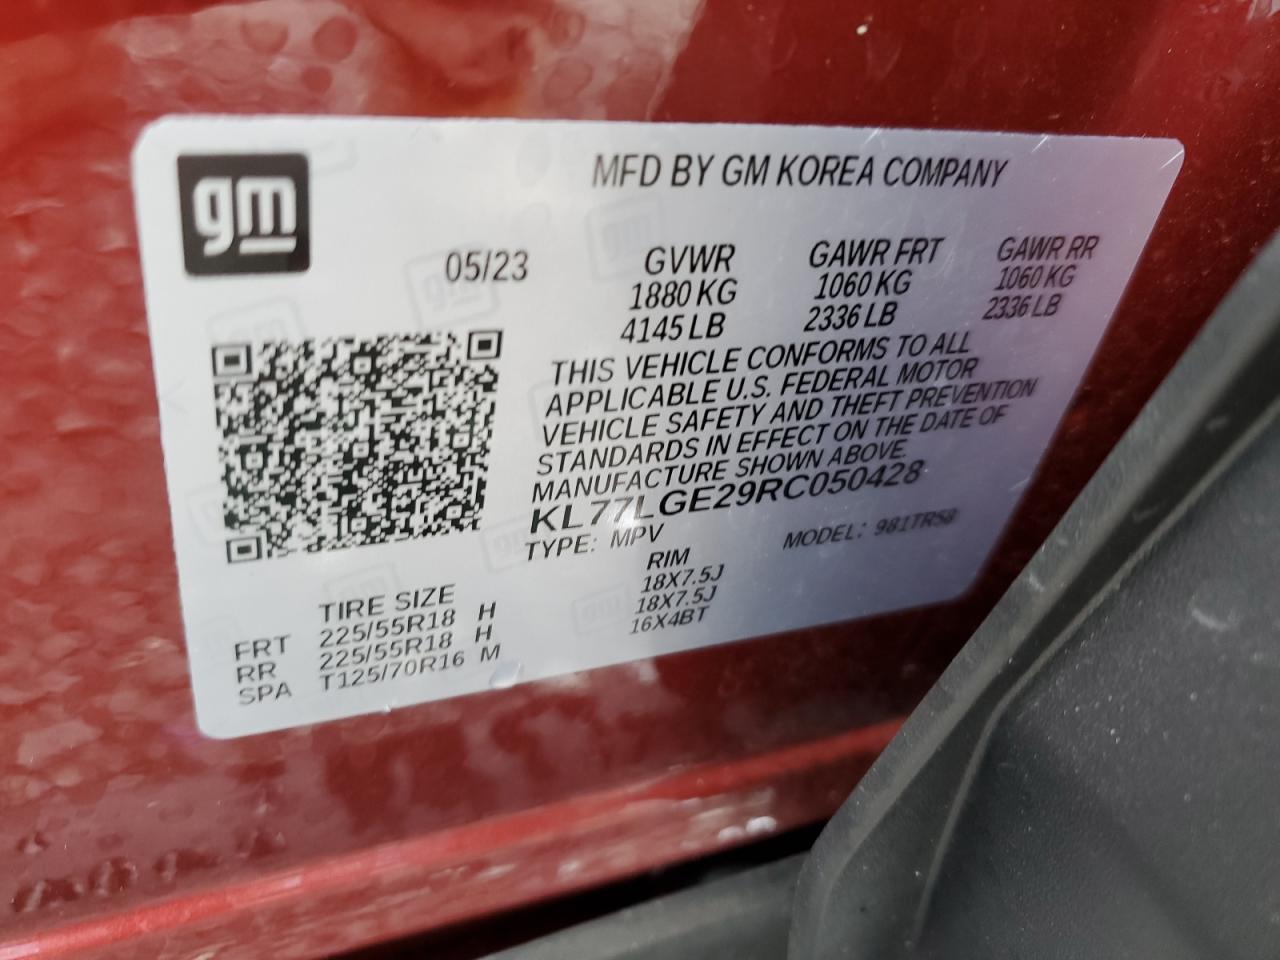 gm
MFD BY GM KOREA COMPANY
05/23
GVWR GAWR FRT GAWR RR
1880 KG 1060 KG 1060 KG
4145 LB 2336 LB 2336 LB
THIS VEHICLE CONFORMS TO ALL
APPLICABLE U.S. FEDERAL MOTOR
VEHICLE SAFETY AND THEFT PREVENTION
STANDARDS IN EFFECT ON THE DATE OF
MANUFACTURE SHOWN ABOVE.
KL77LGE29RC050428
TYPE: MPV MODEL: 981TR58
TIRE SIZE RIM
FRT 225/55R18 H 18X7.5J
RR 225/55R18 H 18X7.5J
SPA T125/70R16 M 16X4BT